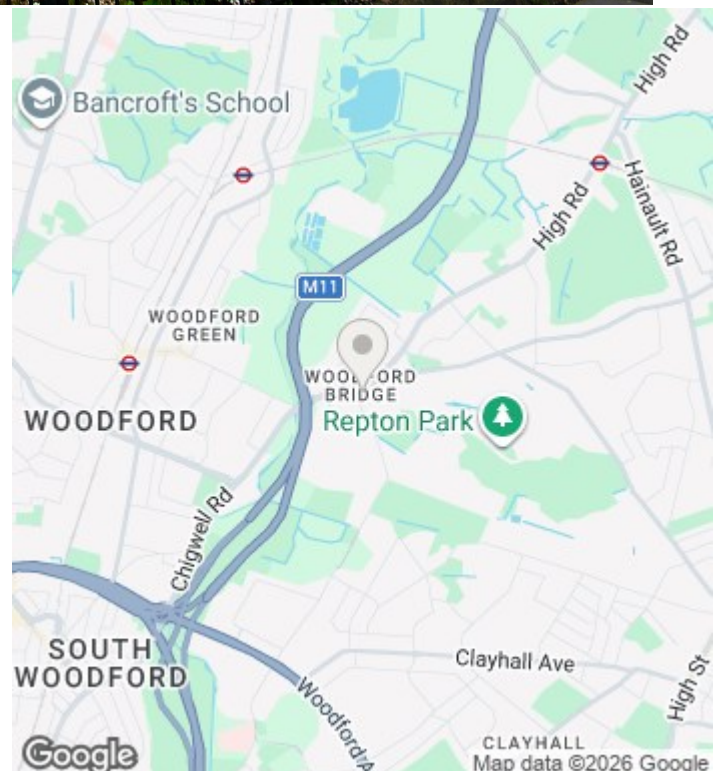 High Rd
Bancroft's School
Hainault Rd
High Rd
M11
WOODFORD
GREEN
WOODFORD
BRIDGE
WOODFORD
Repton Park
Chigwell Rd
SOUTH
WOODFORD
Clayhall Ave
High St
Woodford A
CLAYHALL
Google
Map data ©2026 Google